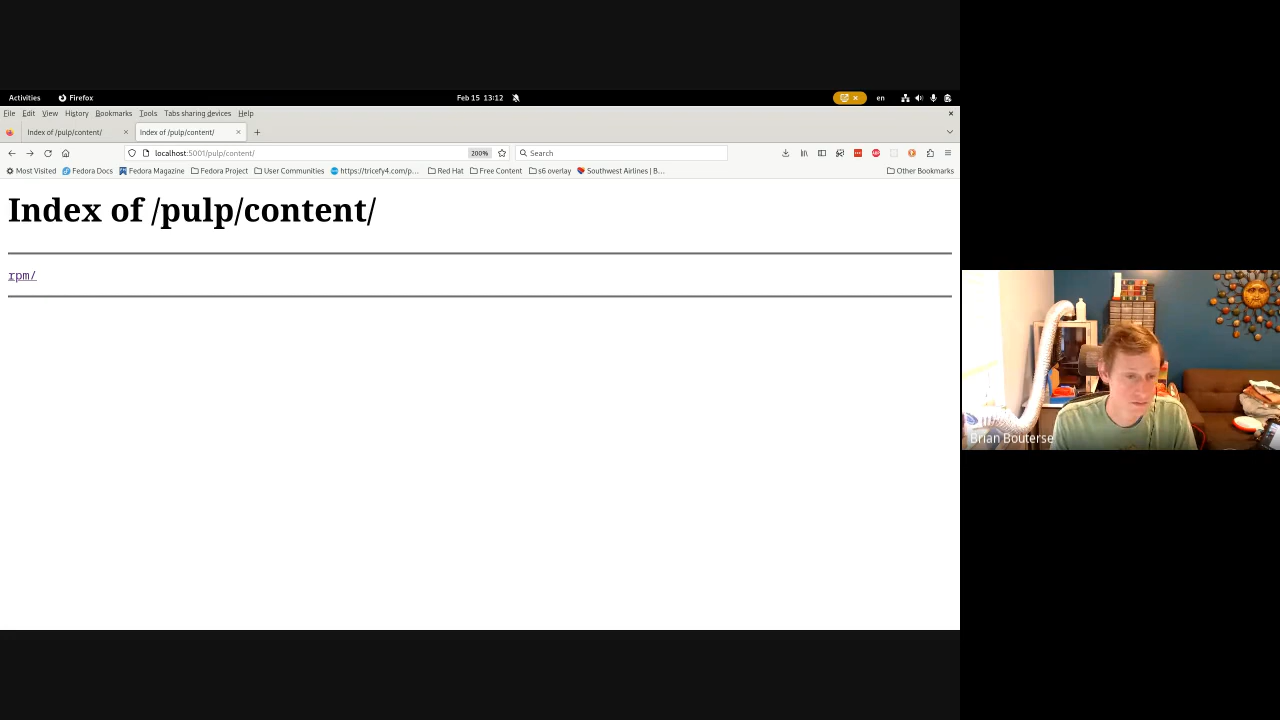 Activities Firefox Feb 15 13:12 en
File Edit View History Bookmarks Tools Tabs sharing devices Help
Index of /pulp/content/ Index of /pulp/content/
localhost:5001/pulp/content/ 200% Search
Most Visited Fedora Docs Fedora Magazine Fedora Project User Communities https://tricefy4.com/p... Red Hat Free Content s6 overlay Southwest Airlines | B... Other Bookmarks
Index of /pulp/content/
rpm/
Brian Bouterse